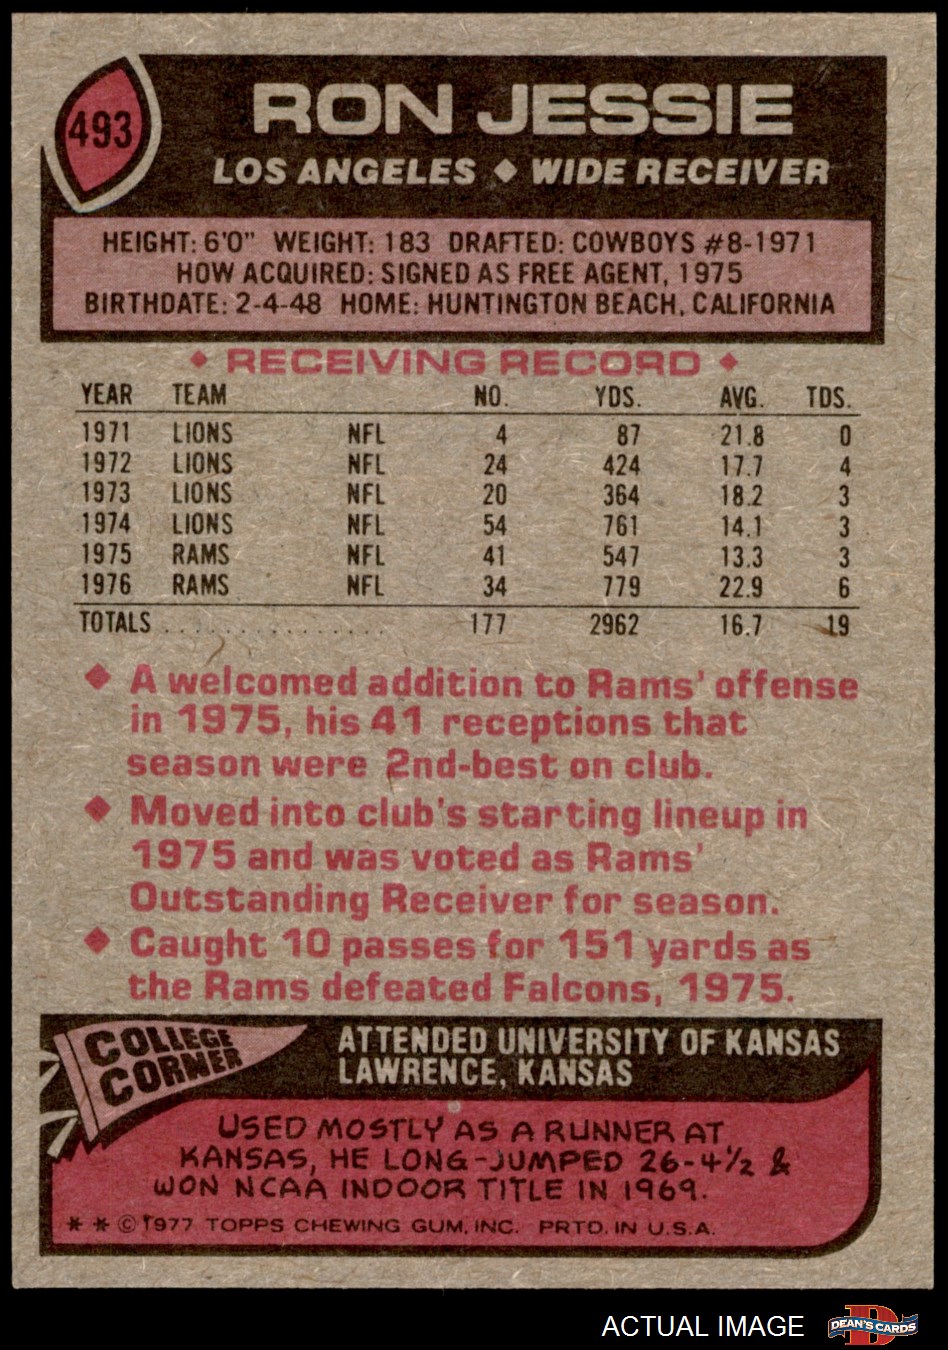 493
RON JESSIE
LOS ANGELES ◆ WIDE RECEIVER
HEIGHT: 6'0" WEIGHT: 183 DRAFTED: COWBOYS #8-1971
HOW ACQUIRED: SIGNED AS FREE AGENT, 1975
BIRTHDATE: 2-4-48 HOME: HUNTINGTON BEACH, CALIFORNIA
◆ RECEIVING RECORD ◆
YEAR TEAM NO. YDS. AVG. TDS.
1971 LIONS NFL 4 87 21.8 0
1972 LIONS NFL 24 424 17.7 4
1973 LIONS NFL 20 364 18.2 3
1974 LIONS NFL 54 761 14.1 3
1975 RAMS NFL 41 547 13.3 3
1976 RAMS NFL 34 779 22.9 6
TOTALS . . . . . . . . . . . . . . . 177 2962 16.7 19
◆ A welcomed addition to Rams' offense
in 1975, his 41 receptions that
season were 2nd-best on club.
◆ Moved into club's starting lineup in
1975 and was voted as Rams'
Outstanding Receiver for season.
◆ Caught 10 passes for 151 yards as
the Rams defeated Falcons, 1975.
COLLEGE
CORNER
ATTENDED UNIVERSITY OF KANSAS
LAWRENCE, KANSAS
USED MOSTLY AS A RUNNER AT
KANSAS, HE LONG-JUMPED 26-4½ &
WON NCAA INDOOR TITLE IN 1969.
* * © 1977 TOPPS CHEWING GUM, INC. PRTD. IN U.S.A.
ACTUAL IMAGE
D
DEAN'S CARDS